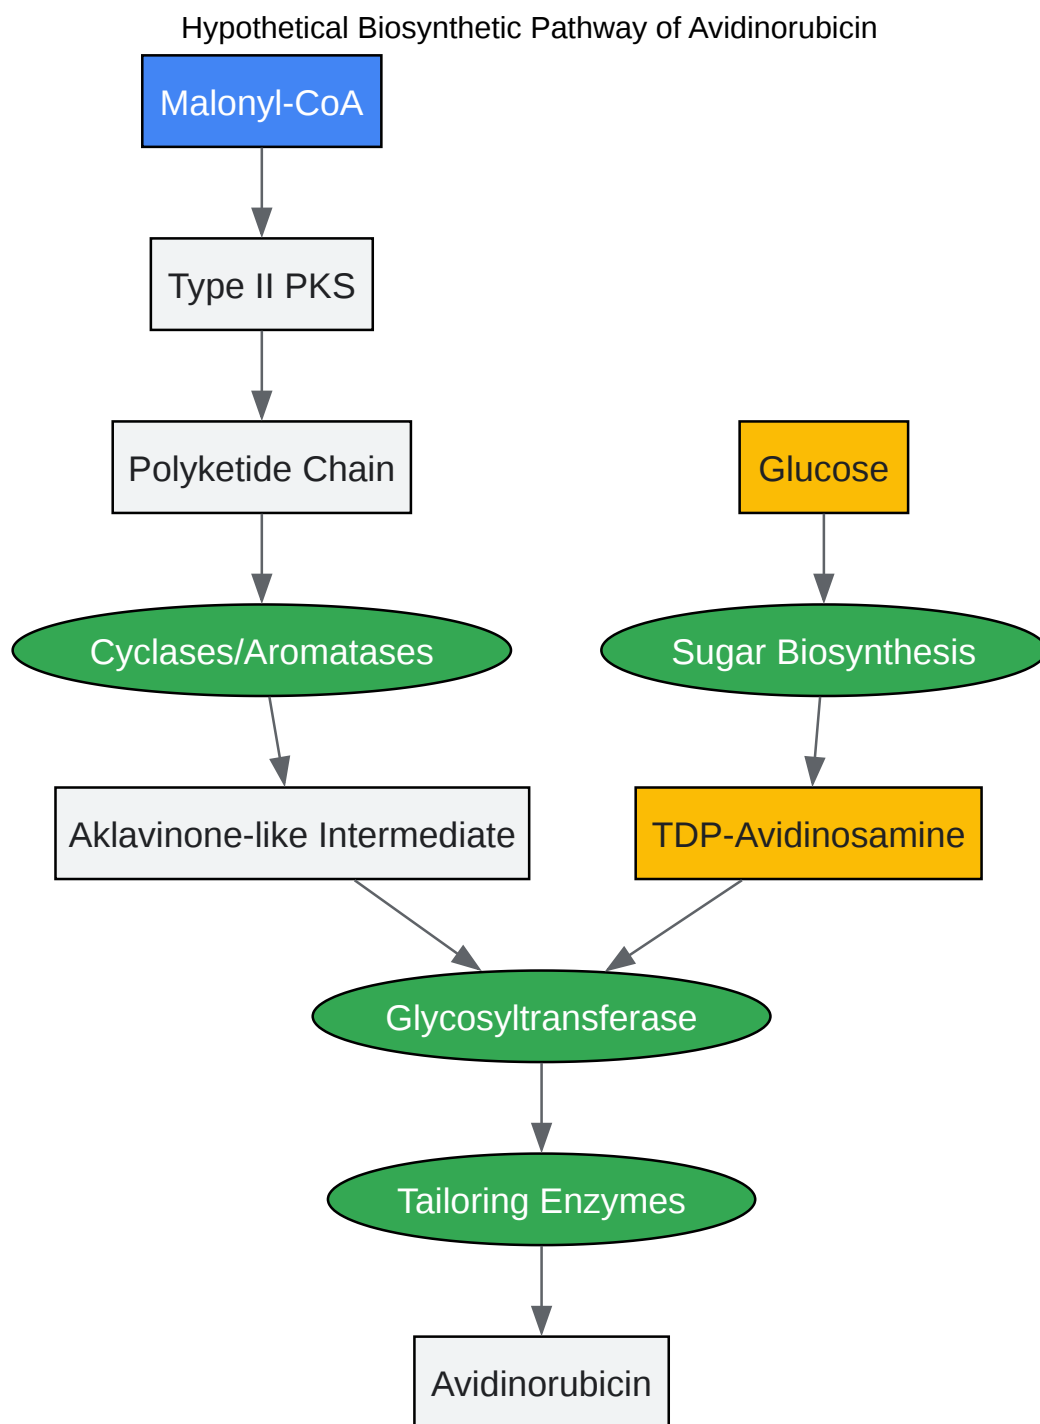 Hypothetical Biosynthetic Pathway of Avidinorubicin
Malonyl-CoA
Type II PKS
Polyketide Chain
Glucose
Cyclases/Aromatases
Sugar Biosynthesis
Aklavinone-like Intermediate
TDP-Avidinosamine
Glycosyltransferase
Tailoring Enzymes
Avidinorubicin